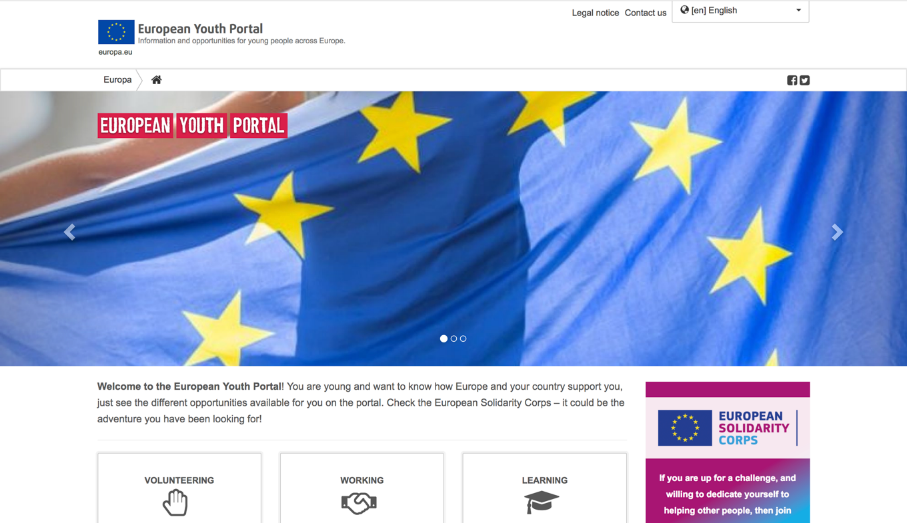 Legal notice Contact us [en] English
European Youth Portal
Information and opportunities for young people across Europe.
europa.eu
Europa
EUROPEAN YOUTH PORTAL
Welcome to the European Youth Portal! You are young and want to know how Europe and your country support you,
just see the different opportunities available for you on the portal. Check the European Solidarity Corps – it could be the
adventure you have been looking for!
VOLUNTEERING
WORKING
LEARNING
EUROPEAN
SOLIDARITY
CORPS
If you are up for a challenge, and
willing to dedicate yourself to
helping other people, then join